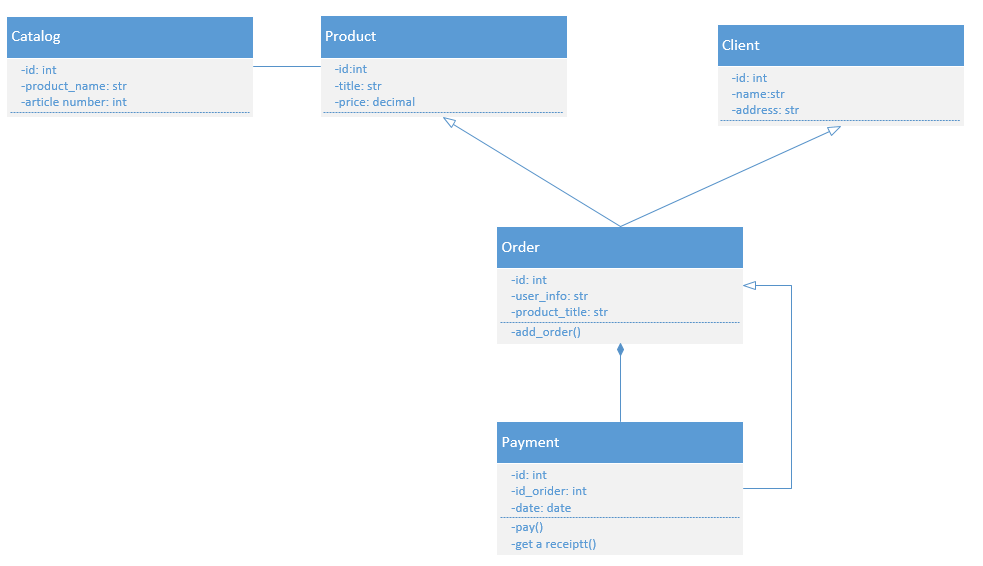 Catalog
-id: int
-product_name: str
-article number: int
Product
-id:int
-title: str
-price: decimal
Client
-id: int
-name:str
-address: str
Order
-id: int
-user_info: str
-product_title: str
-add_order()
Payment
-id: int
-id_orider: int
-date: date
-pay()
-get a receiptt()